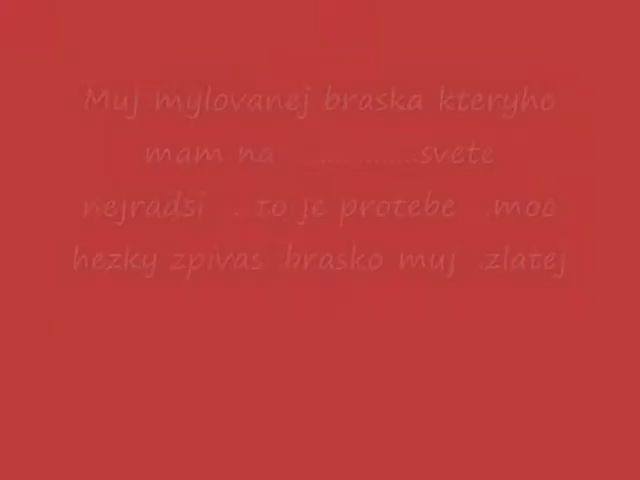 Muj mylovanej braska kteryho
mam na ...............svete
nejradsi . to je protebe .moc
hezky zpivas .brasko muj .zlatej